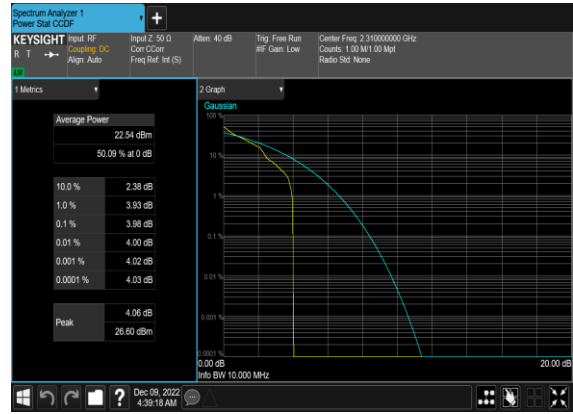 Spectrum Analyzer 1
Power Stat CCDF
KEYSIGHT
R T
LW
Input: RF
Coupling: DC
Align: Auto
Input Z: 50 Ω
Corr CCorr
Freq Ref: Int (S)
Atten: 40 dB
Trig: Free Run
#IF Gain: Low
Center Freq: 2.310000000 GHz
Counts: 1.00 M/1.00 Mpt
Radio Std: None
1 Metrics
Average Power
22.54 dBm
50.09 % at 0 dB
10.0 % 2.38 dB
1.0 % 3.93 dB
0.1 % 3.98 dB
0.01 % 4.00 dB
0.001 % 4.02 dB
0.0001 % 4.03 dB
Peak 4.06 dB
26.60 dBm
2 Graph
Gaussian
100 %
10 %
1 %
0.1 %
0.01 %
0.001 %
0.0001 %
0.00 dB 20.00 dB
Info BW 10.000 MHz
?
Dec 09, 2022
4:39:18 AM